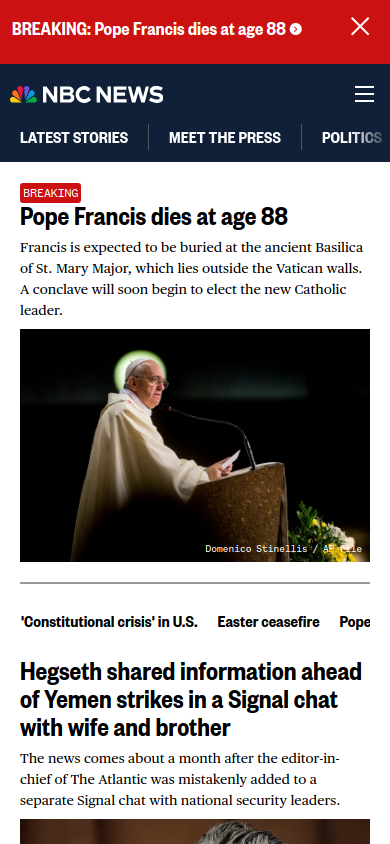 BREAKING: Pope Francis dies at age 88
NBC NEWS
LATEST STORIES
MEET THE PRESS
POLITICS
BREAKING
Pope Francis dies at age 88
Francis is expected to be buried at the ancient Basilica
of St. Mary Major, which lies outside the Vatican walls.
A conclave will soon begin to elect the new Catholic
leader.
Domenico Stinellis / AP file
'Constitutional crisis' in U.S.
Easter ceasefire
Pope
Hegseth shared information ahead
of Yemen strikes in a Signal chat
with wife and brother
The news comes about a month after the editor-in-
chief of The Atlantic was mistakenly added to a
separate Signal chat with national security leaders.